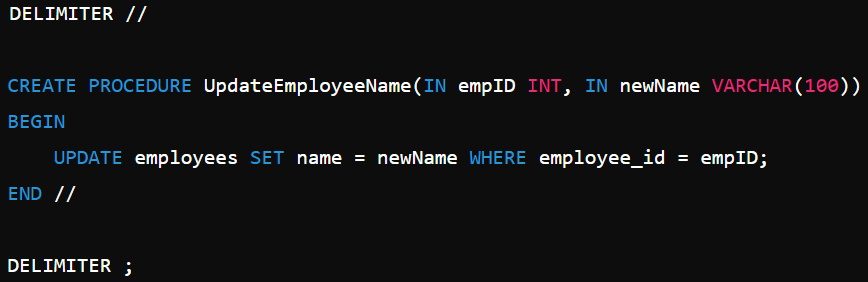 DELIMITER //
CREATE PROCEDURE UpdateEmployeeName(IN empID INT, IN newName VARCHAR(100))
BEGIN
    UPDATE employees SET name = newName WHERE employee_id = empID;
END //
DELIMITER ;